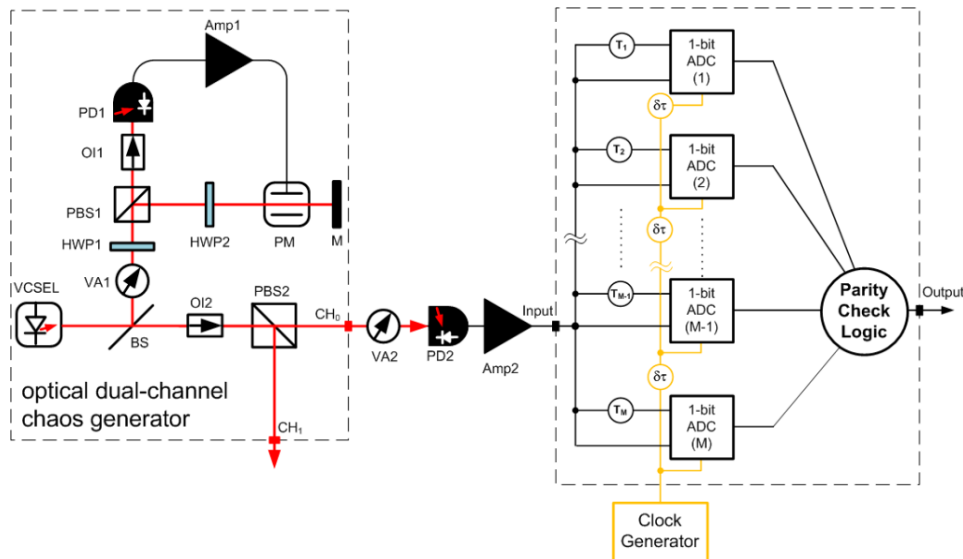 Amp1
PD1
OI1
PBS1
HWP2
PM
M
HWP1
VA1
VCSEL
BS
OI2
PBS2
CH0
CH1
optical dual-channel
chaos generator
VA2
PD2
Amp2
Input
T1
1-bit
ADC
(1)
δτ
T2
1-bit
ADC
(2)
δτ
TM-1
1-bit
ADC
(M-1)
δτ
TM
1-bit
ADC
(M)
Parity
Check
Logic
Output
Clock
Generator